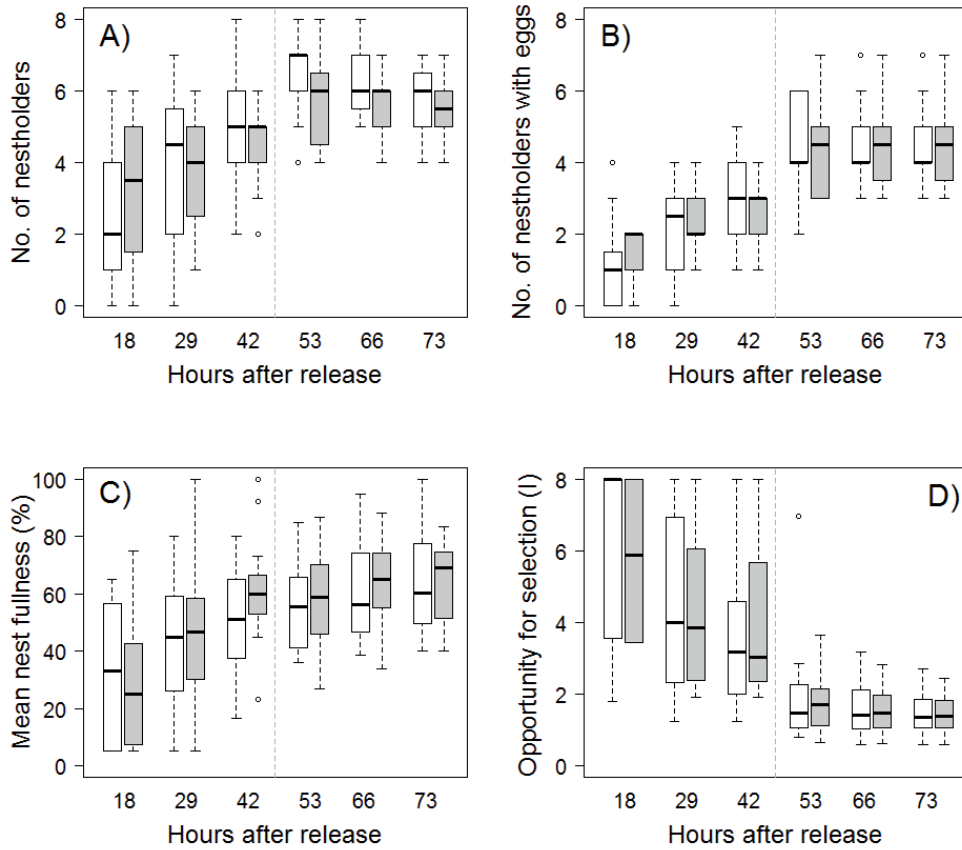 A)
No. of nestholders
8
6
4
2
0
18 29 42 53 66 73
Hours after release
B)
No. of nestholders with eggs
8
6
4
2
0
18 29 42 53 66 73
Hours after release
C)
Mean nest fullness (%)
100
80
60
40
20
0
18 29 42 53 66 73
Hours after release
D)
Opportunity for selection (I)
8
6
4
2
0
18 29 42 53 66 73
Hours after release